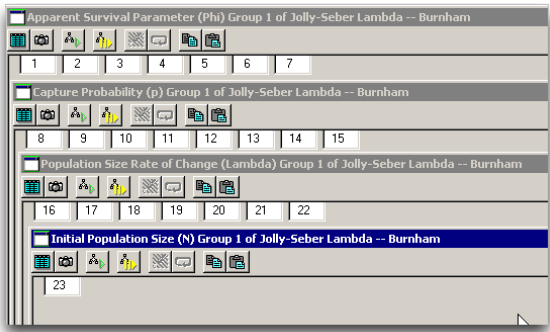 Apparent Survival Parameter (Phi) Group 1 of Jolly-Seber Lambda -- Burnham
1 2 3 4 5 6 7
Capture Probability (p) Group 1 of Jolly-Seber Lambda -- Burnham
8 9 10 11 12 13 14 15
Population Size Rate of Change (Lambda) Group 1 of Jolly-Seber Lambda -- Burnham
16 17 18 19 20 21 22
Initial Population Size (N) Group 1 of Jolly-Seber Lambda -- Burnham
23